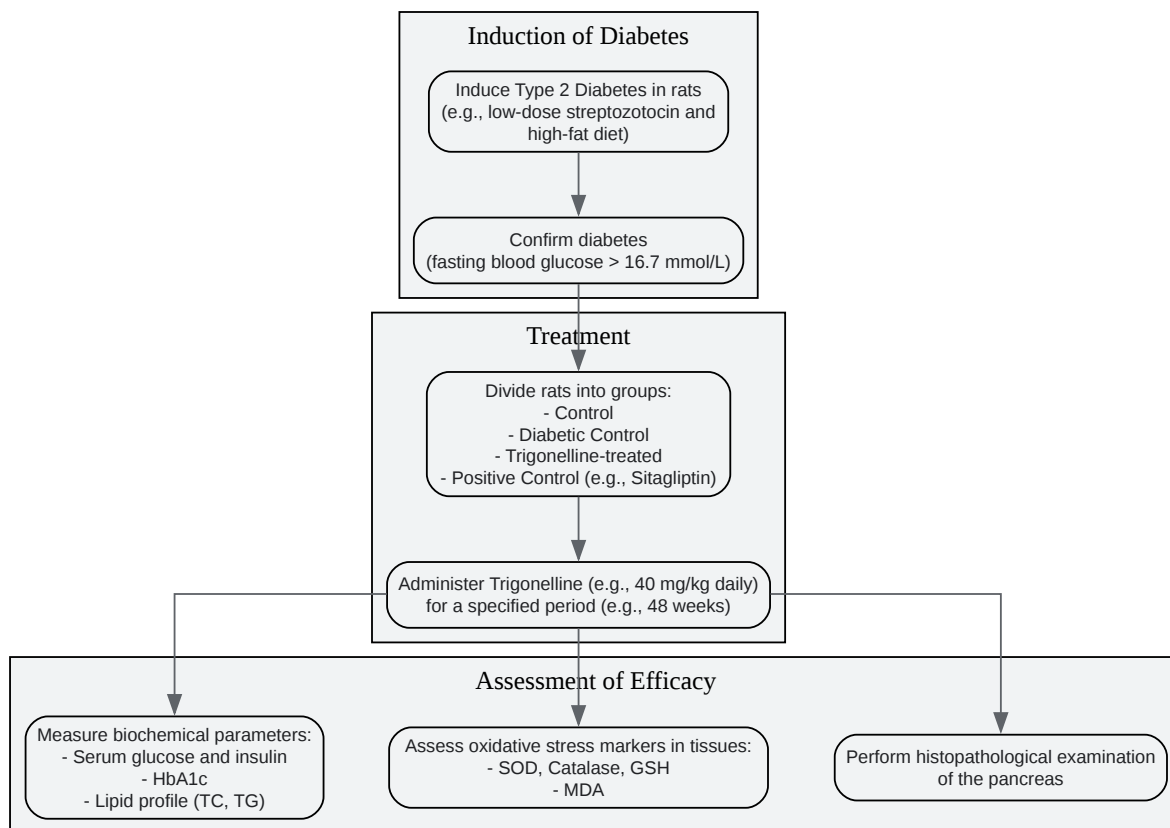 Induction of Diabetes
Induce Type 2 Diabetes in rats
(e.g., low-dose streptozotocin and
high-fat diet)
Confirm diabetes
(fasting blood glucose > 16.7 mmol/L)
Treatment
Divide rats into groups:
- Control
- Diabetic Control
- Trigonelline-treated
- Positive Control (e.g., Sitagliptin)
Administer Trigonelline (e.g., 40 mg/kg daily)
for a specified period (e.g., 48 weeks)
Assessment of Efficacy
Measure biochemical parameters:
- Serum glucose and insulin
- HbA1c
- Lipid profile (TC, TG)
Assess oxidative stress markers in tissues:
- SOD, Catalase, GSH
- MDA
Perform histopathological examination
of the pancreas